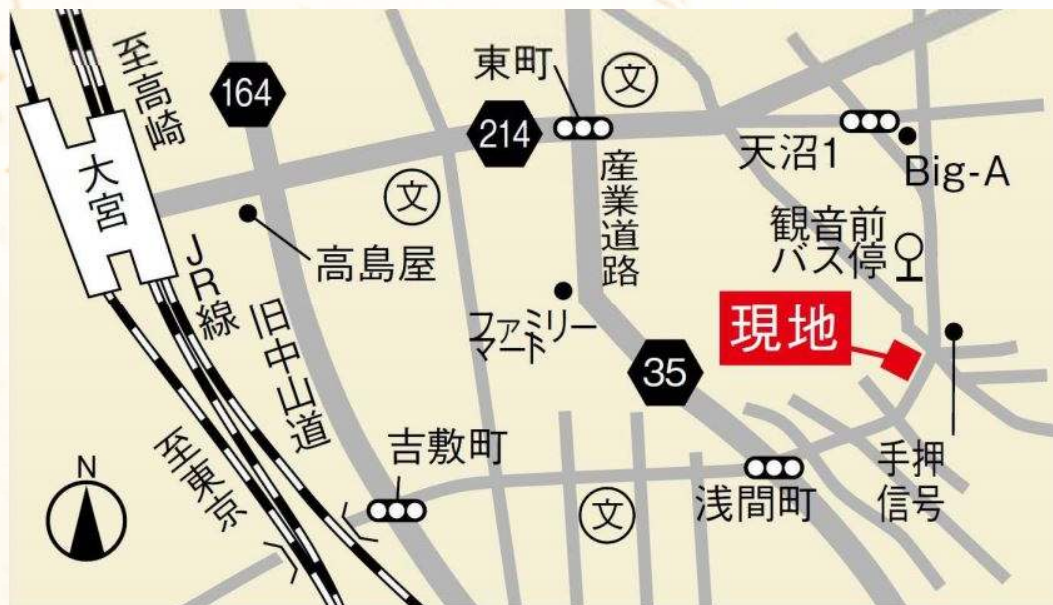 至高崎
164
東町
文
214
天沼1
Big-A
大宮
文
産業道路
観音前
バス停
高島屋
JR線
旧中山道
ファミリー
マート
現地
35
至東京
吉敷町
手押
信号
N
文
浅間町